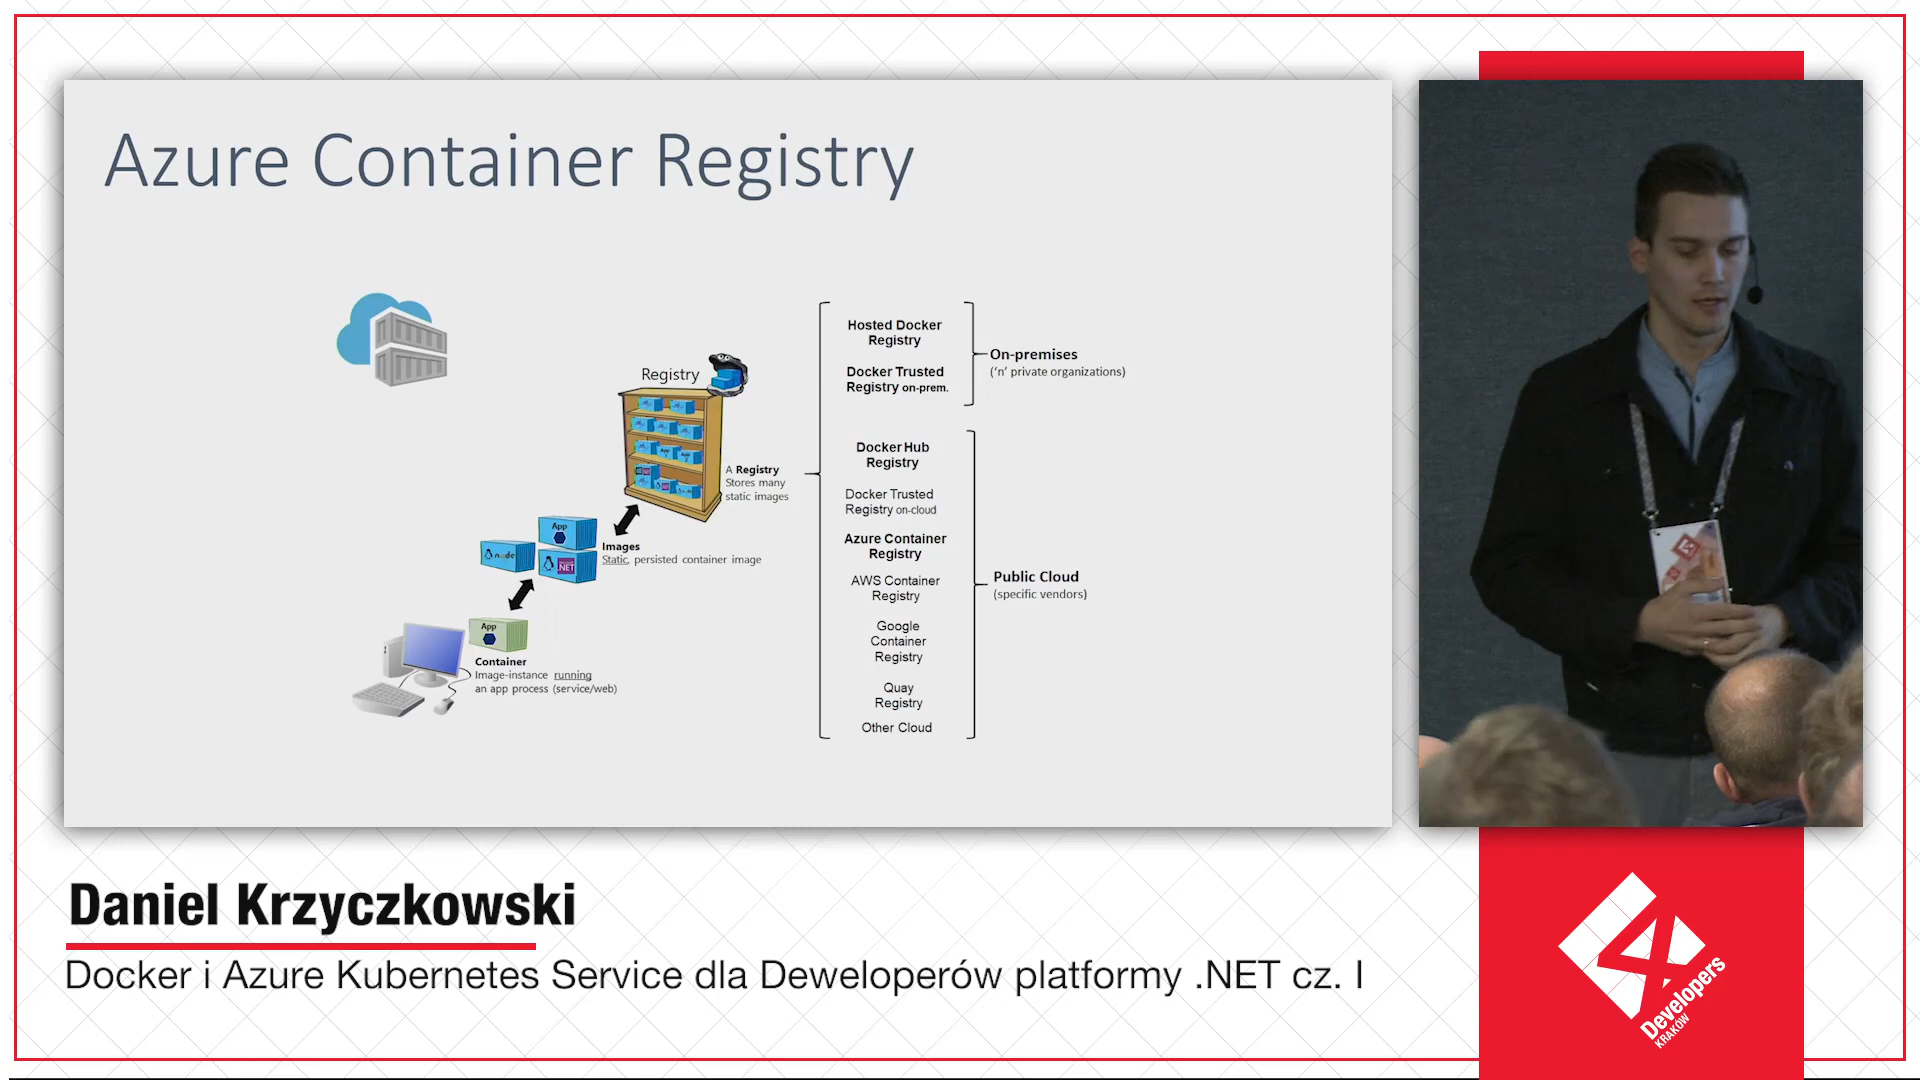 Azure Container Registry
Registry
A Registry
Stores many
static images
App
node
.NET
Images
Static, persisted container image
App
Container
Image-instance running
an app process (service/web)
Hosted Docker
Registry
Docker Trusted
Registry on-prem.
On-premises
('n' private organizations)
Docker Hub
Registry
Docker Trusted
Registry on-cloud
Azure Container
Registry
AWS Container
Registry
Google
Container
Registry
Quay
Registry
Other Cloud
Public Cloud
(specific vendors)
Daniel Krzyczkowski
Docker i Azure Kubernetes Service dla Deweloperów platformy .NET cz. I
4
Developers
KRAKÓW